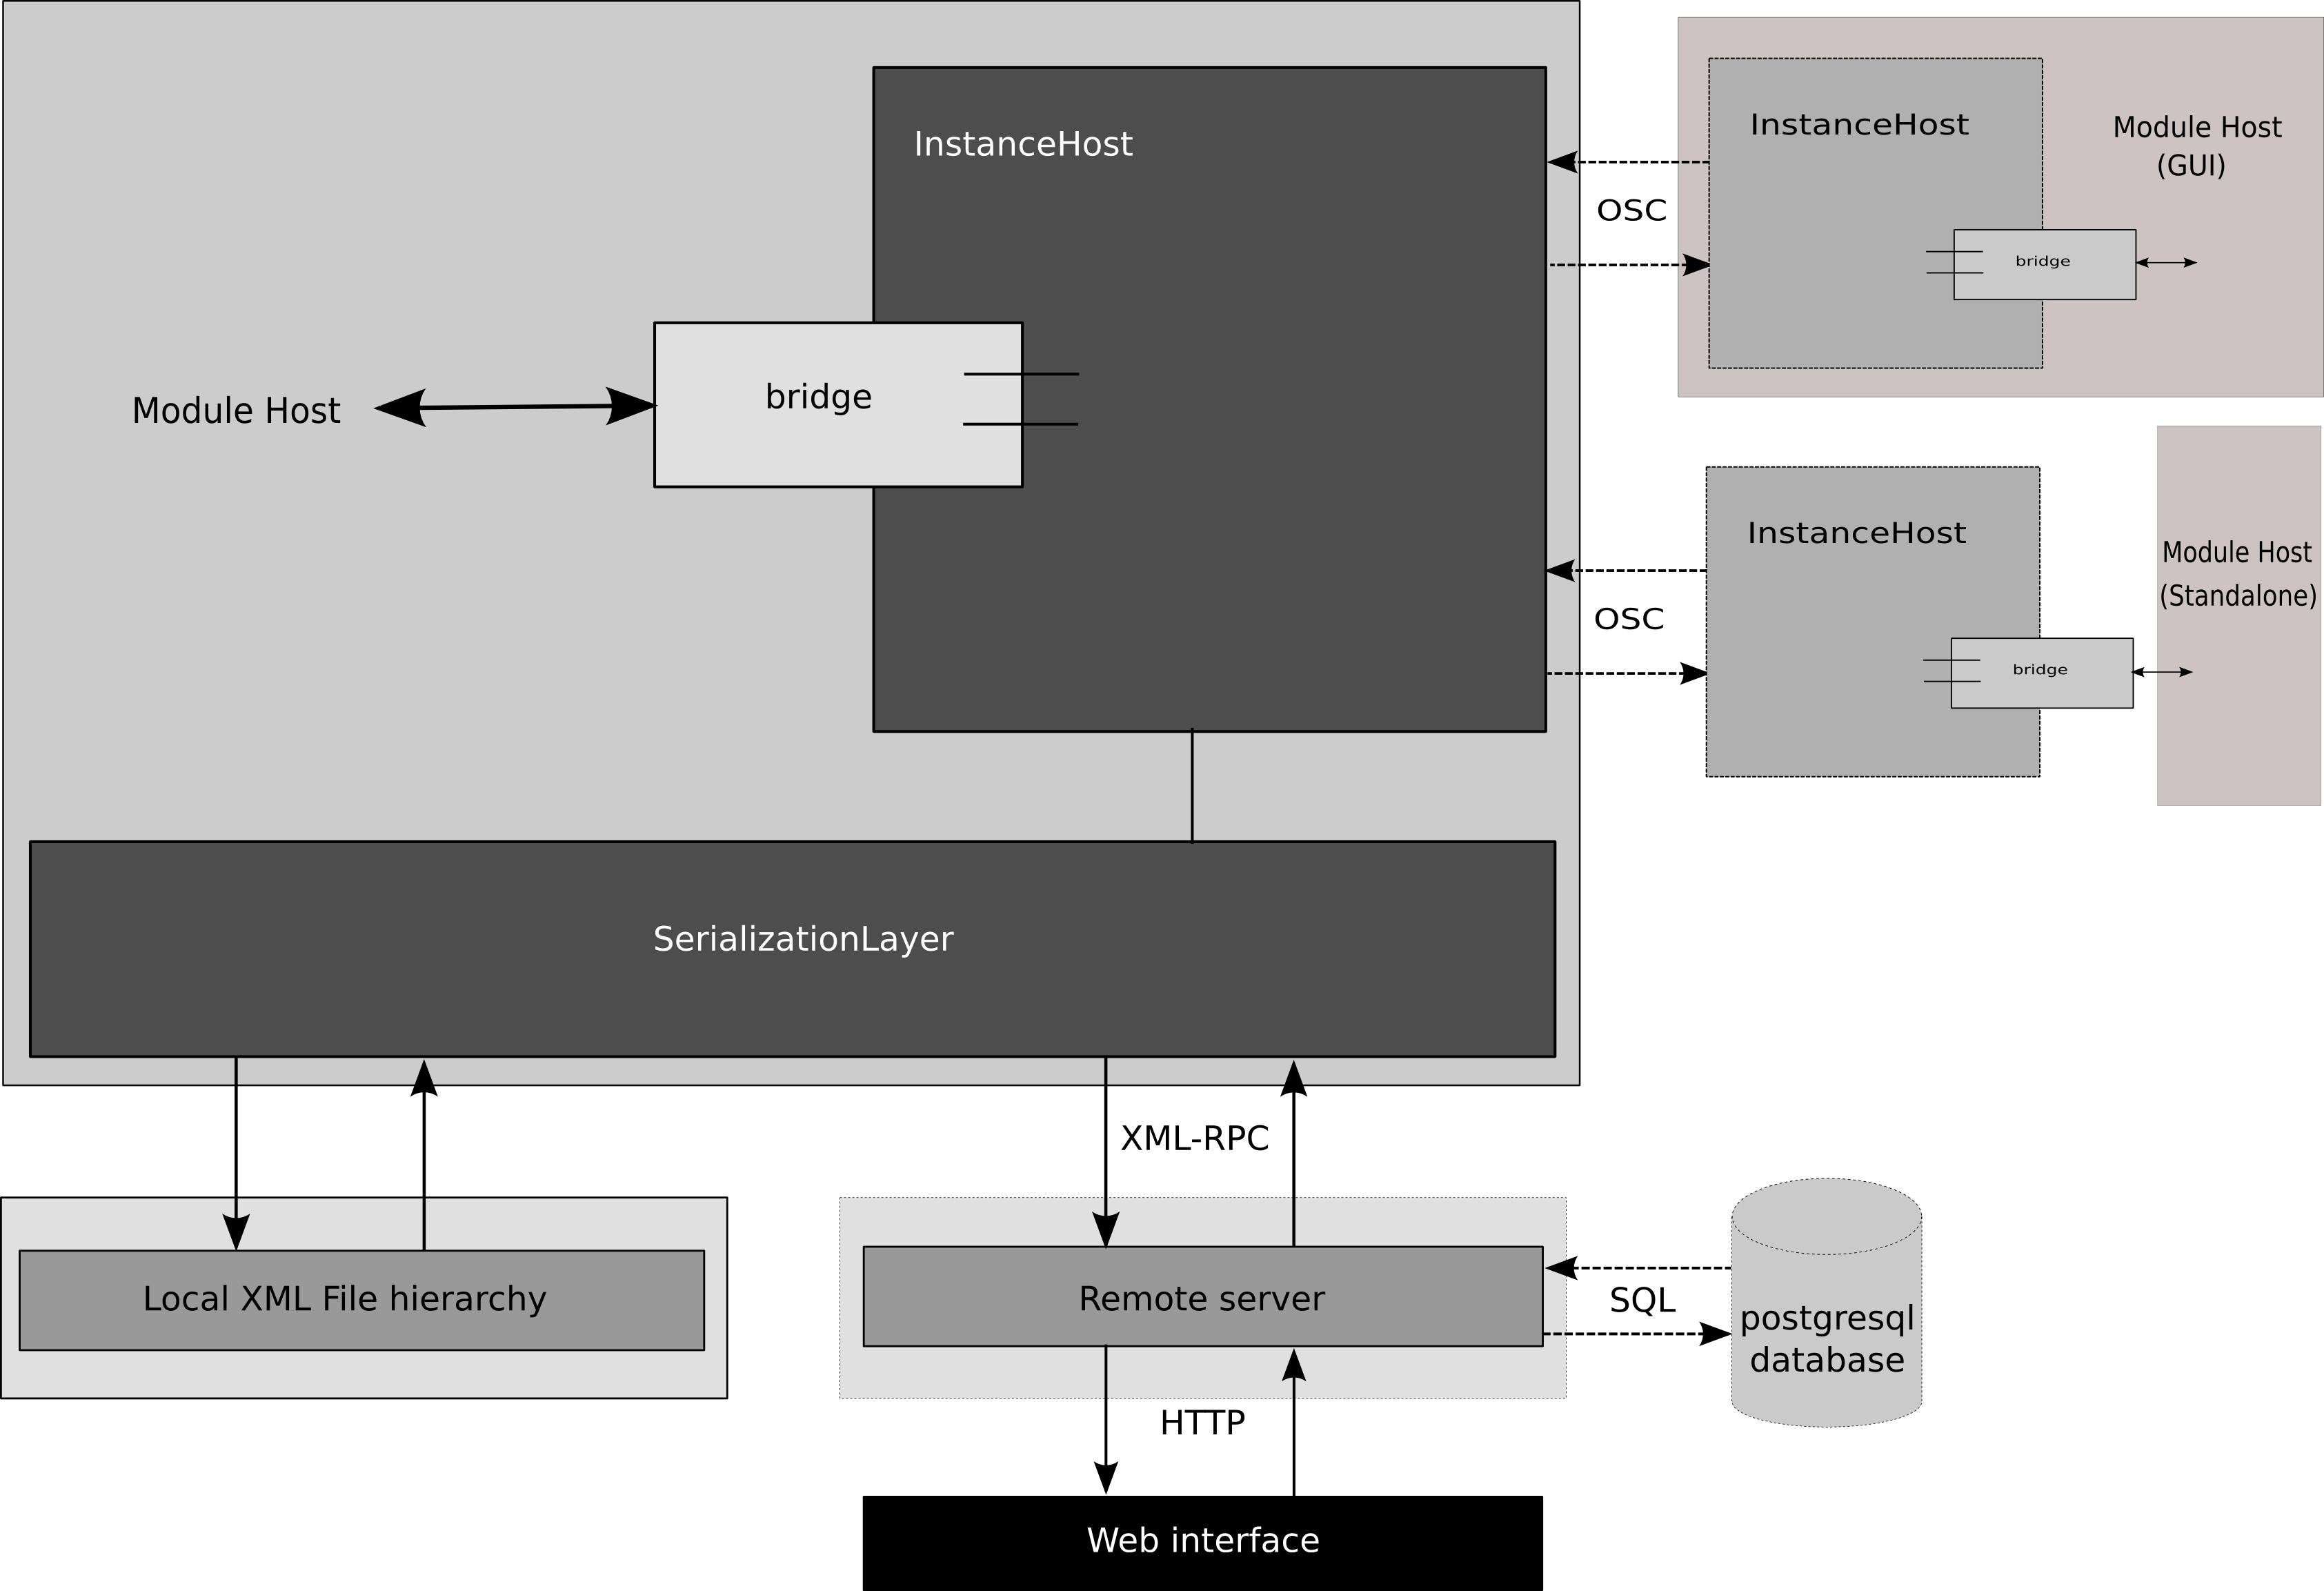 InstanceHost
InstanceHost
Module Host
(GUI)
OSC
bridge
bridge
Module Host
InstanceHost
Module Host
(Standalone)
OSC
bridge
SerializationLayer
XML-RPC
Local XML File hierarchy
Remote server
SQL
postgresql
database
HTTP
Web interface